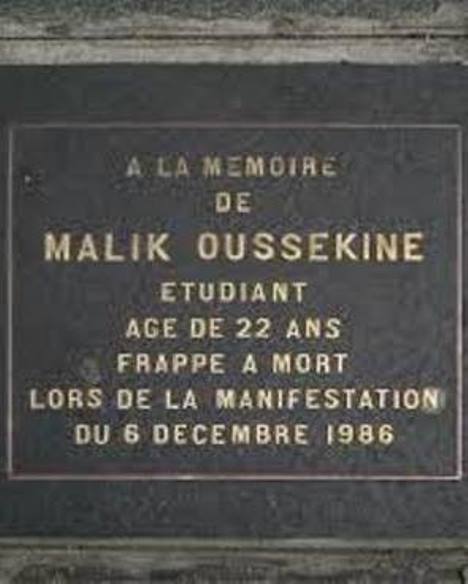 A LA MEMOIRE
DE
MALIK OUSSEKINE
ETUDIANT
AGE DE 22 ANS
FRAPPE A MORT
LORS DE LA MANIFESTATION
DU 6 DECEMBRE 1986